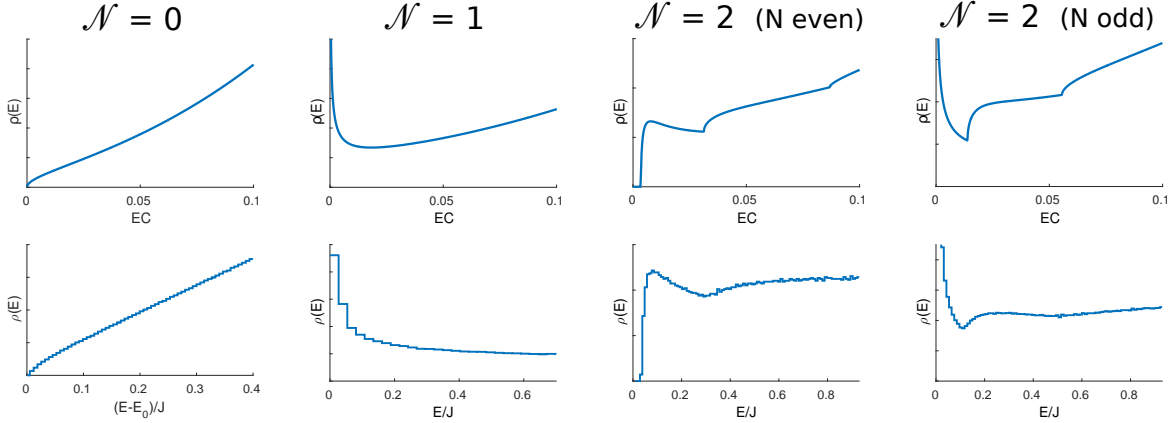 𝒩 = 0
𝒩 = 1
𝒩 = 2 (N even)
𝒩 = 2 (N odd)
ρ(E)
0 0.05 0.1
EC
ρ(E)
0 0.05 0.1
EC
ρ(E)
0 0.05 0.1
EC
ρ(E)
0 0.05 0.1
EC
ρ(E)
0 0.1 0.2 0.3 0.4
(E-E₀)/J
ρ(E)
0 0.2 0.4 0.6
E/J
ρ(E)
0 0.2 0.4 0.6 0.8
E/J
ρ(E)
0 0.2 0.4 0.6 0.8
E/J